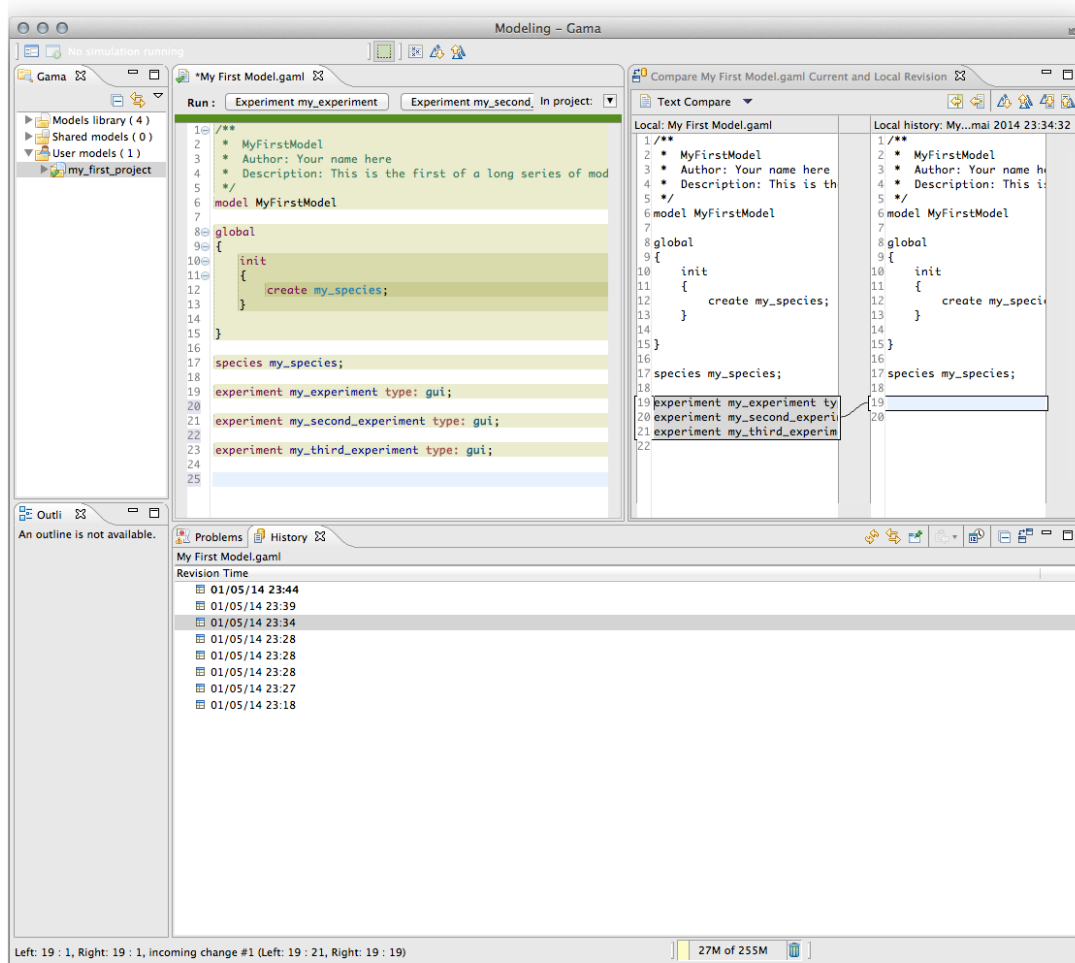 Modeling – Gama
No simulation running
Gama
Models library ( 4 )
Shared models ( 0 )
User models ( 1 )
my_first_project
*My First Model.gaml
Run : Experiment my_experiment Experiment my_second_ In project:
1 /**
2 * MyFirstModel
3 * Author: Your name here
4 * Description: This is the first of a long series of mod
5 */
6 model MyFirstModel
7
8 global
9 {
10 init
11 {
12 create my_species;
13 }
14
15 }
16
17 species my_species;
18
19 experiment my_experiment type: gui;
20
21 experiment my_second_experiment type: gui;
22
23 experiment my_third_experiment type: gui;
24
25
Compare My First Model.gaml Current and Local Revision
Text Compare
Local: My First Model.gaml
1 /**
2 * MyFirstModel
3 * Author: Your name here
4 * Description: This is th
5 */
6 model MyFirstModel
7
8 global
9 {
10 init
11 {
12 create my_species;
13 }
14
15 }
16
17 species my_species;
18
19 experiment my_experiment ty
20 experiment my_second_experi
21 experiment my_third_experim
22
Local history: My...mai 2014 23:34:32
1 /**
2 * MyFirstModel
3 * Author: Your name h
4 * Description: This i
5 */
6 model MyFirstModel
7
8 global
9 {
10 init
11 {
12 create my_speci
13 }
14
15 }
16
17 species my_species;
18
19
20
Outli
An outline is not available.
Problems History
My First Model.gaml
Revision Time
01/05/14 23:44
01/05/14 23:39
01/05/14 23:34
01/05/14 23:28
01/05/14 23:28
01/05/14 23:28
01/05/14 23:27
01/05/14 23:18
Left: 19 : 1, Right: 19 : 1, incoming change #1 (Left: 19 : 21, Right: 19 : 19)
27M of 255M